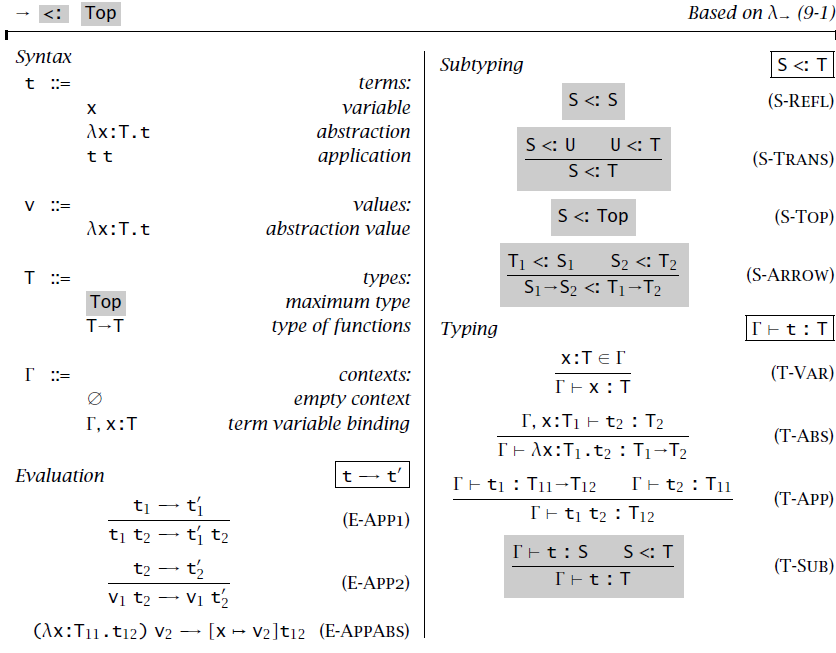 → <: Top
Based on λ→ (9-1)
Syntax
t ::= terms:
x variable
λx:T.t abstraction
t t application
v ::= values:
λx:T.t abstraction value
T ::= types:
Top maximum type
T→T type of functions
Γ ::= contexts:
∅ empty context
Γ, x:T term variable binding
Evaluation t ⟶ t′
t₁ ⟶ t₁′
t₁ t₂ ⟶ t₁′ t₂
(E-App1)
t₂ ⟶ t₂′
v₁ t₂ ⟶ v₁ t₂′
(E-App2)
(λx:T₁₁.t₁₂) v₂ ⟶ [x ↦ v₂]t₁₂ (E-AppAbs)
Subtyping S <: T
S <: S (S-Refl)
S <: U U <: T
S <: T
(S-Trans)
S <: Top (S-Top)
T₁ <: S₁ S₂ <: T₂
S₁→S₂ <: T₁→T₂
(S-Arrow)
Typing Γ ⊢ t : T
x:T ∈ Γ
Γ ⊢ x : T
(T-Var)
Γ, x:T₁ ⊢ t₂ : T₂
Γ ⊢ λx:T₁.t₂ : T₁→T₂
(T-Abs)
Γ ⊢ t₁ : T₁₁→T₁₂ Γ ⊢ t₂ : T₁₁
Γ ⊢ t₁ t₂ : T₁₂
(T-App)
Γ ⊢ t : S S <: T
Γ ⊢ t : T
(T-Sub)